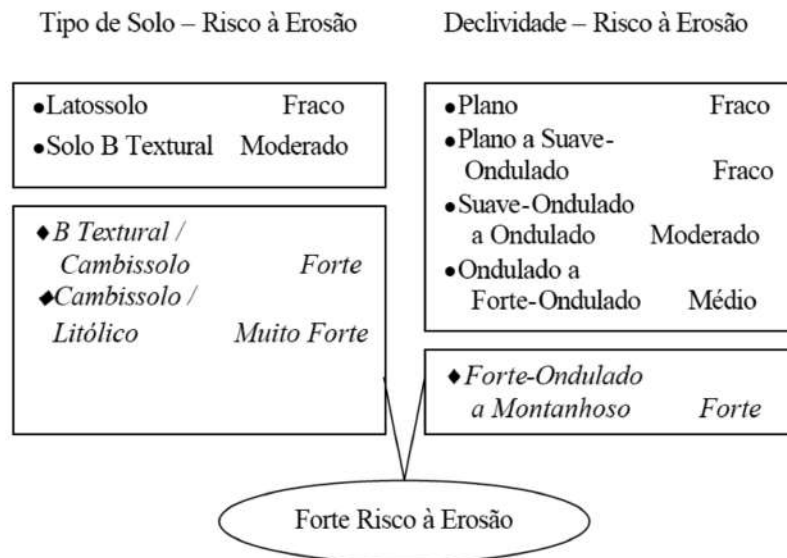 Tipo de Solo – Risco à Erosão
●Latossolo Fraco
●Solo B Textural Moderado
♦B Textural /
Cambissolo Forte
◆Cambissolo /
Litólico Muito Forte
Declividade – Risco à Erosão
●Plano Fraco
●Plano a Suave-
Ondulado Fraco
●Suave-Ondulado
a Ondulado Moderado
●Ondulado a
Forte-Ondulado Médio
♦Forte-Ondulado
a Montanhoso Forte
Forte Risco à Erosão